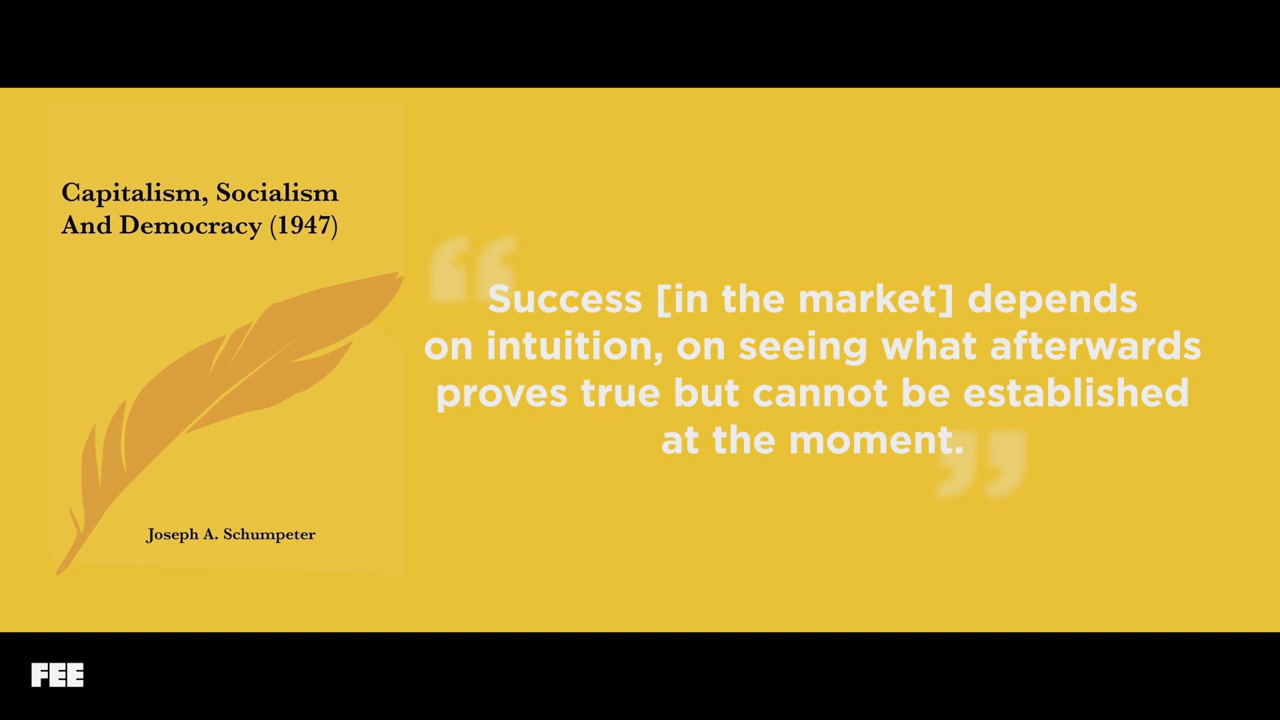 Capitalism, Socialism
And Democracy (1947)
Joseph A. Schumpeter
“Success [in the market] depends
on intuition, on seeing what afterwards
proves true but cannot be established
at the moment.”
FEE